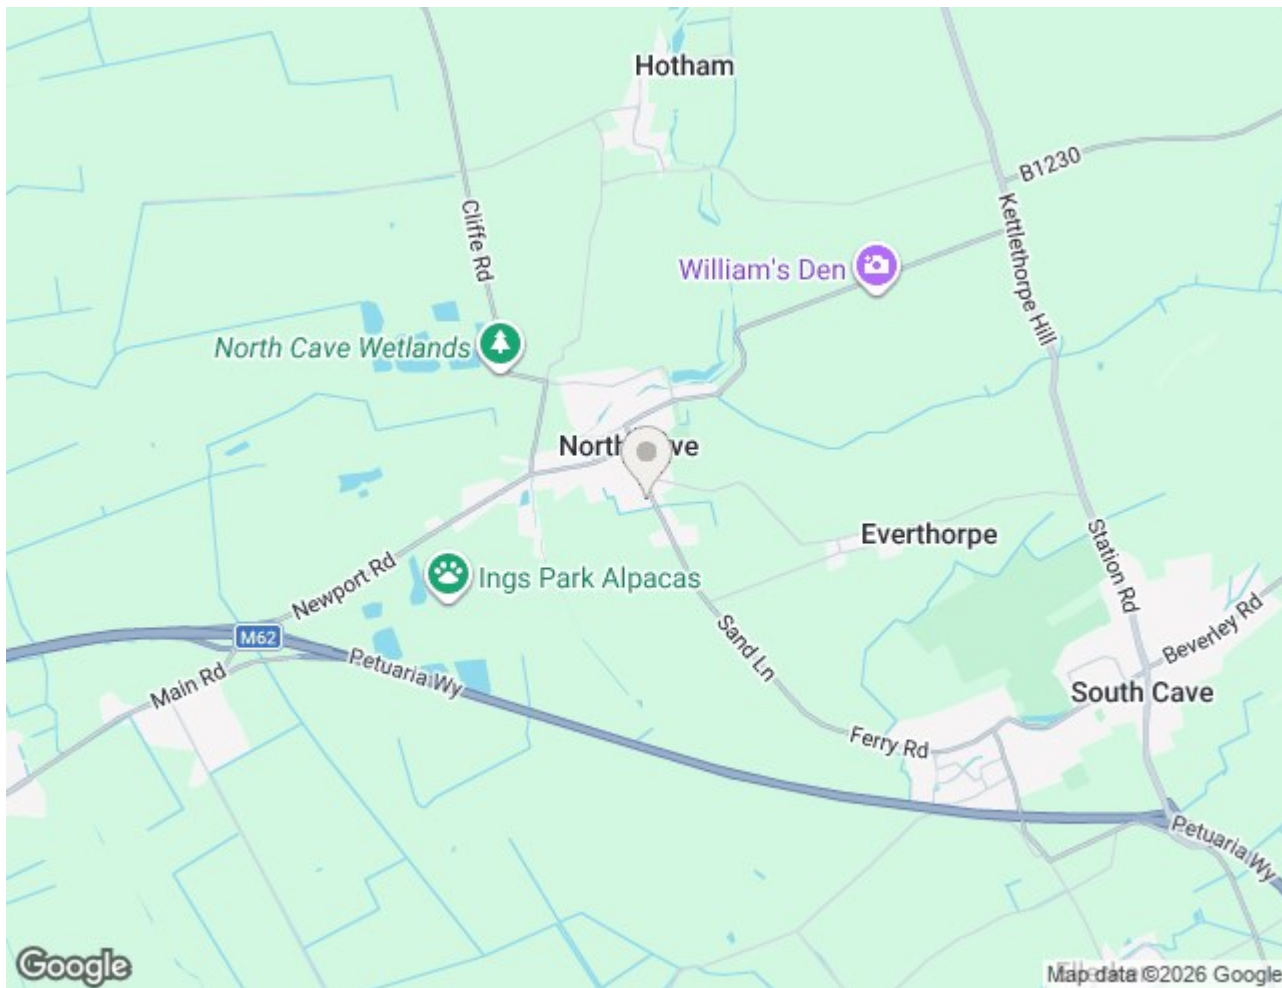 Hotham
B1230
Kettlethorpe Hill
Cliffe Rd
William's Den
North Cave Wetlands
Everthorpe
Station Rd
Ings Park Alpacas
Newport Rd
M62
Petuaria Wy
Main Rd
Sand Ln
Beverley Rd
South Cave
Ferry Rd
Petuaria Wy
Google
Map data ©2026 Google